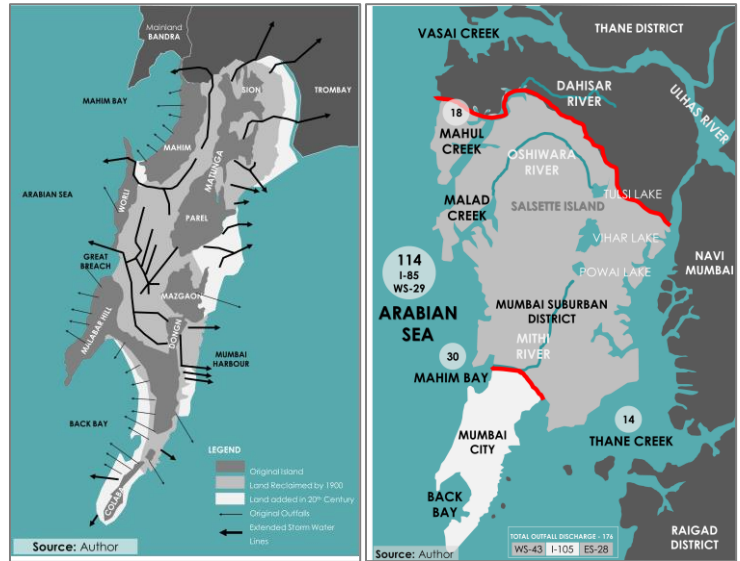 Mainland
BANDRA
SION
TROMBAY
MAHIM BAY
MAHIM
MATUNGA
ARABIAN SEA
WORLI
PAREL
GREAT
BREACH
MAZGAON
MALABAR HILL
DONGRI
MUMBAI
HARBOUR
BACK BAY
COLABA
LEGEND
Original Island
Land Reclaimed by 1900
Land added in 20th Century
Original Outfalls
Extended Storm Water
Lines
Source: Author
VASAI CREEK
THANE DISTRICT
DAHISAR
RIVER
ULHAS RIVER
18
MAHUL
CREEK
OSHIWARA
RIVER
TULSI LAKE
MALAD
CREEK
SALSETTE ISLAND
VIHAR LAKE
NAVI
MUMBAI
114
I-85
WS-29
POWAI LAKE
ARABIAN
SEA
MUMBAI SUBURBAN
DISTRICT
MITHI
RIVER
30
MAHIM BAY
14
THANE CREEK
MUMBAI
CITY
BACK
BAY
RAIGAD
DISTRICT
TOTAL OUTFALL DISCHARGE - 176
WS-43 I-105 ES-28
Source: Author